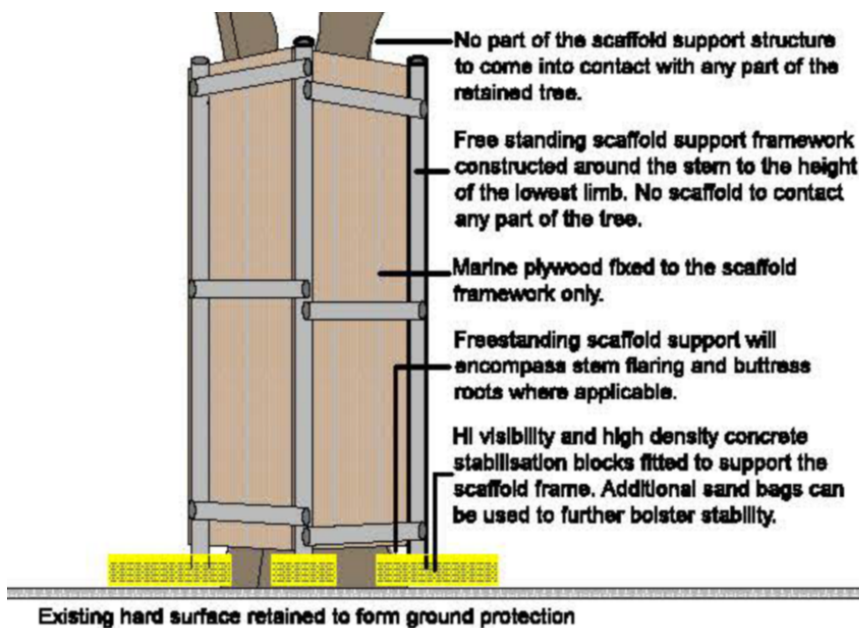 No part of the scaffold support structure
to come into contact with any part of the
retained tree.
Free standing scaffold support framework
constructed around the stem to the height
of the lowest limb. No scaffold to contact
any part of the tree.
Marine plywood fixed to the scaffold
framework only.
Freestanding scaffold support will
encompass stem flaring and buttress
roots where applicable.
Hi visibility and high density concrete
stabilisation blocks fitted to support the
scaffold frame. Additional sand bags can
be used to further bolster stability.
Existing hard surface retained to form ground protection